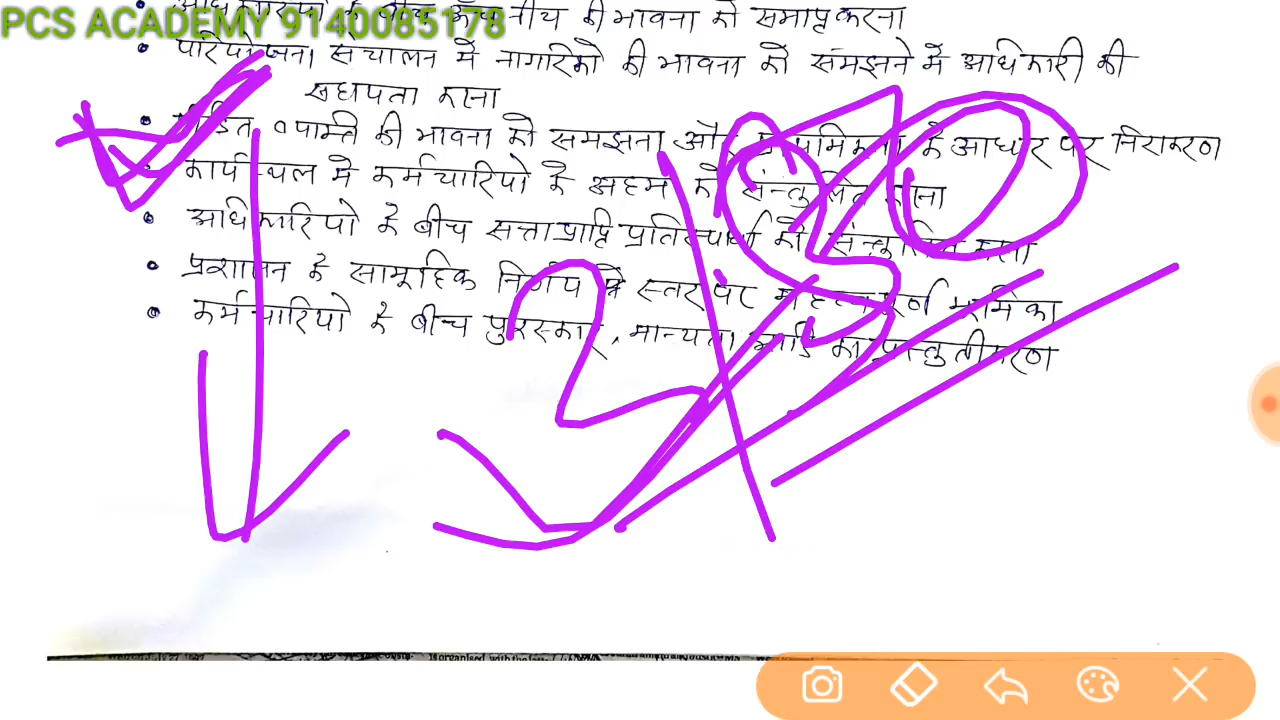 PCS ACADEMY 9140085178
के बीच ऊँच नीच की भावना को समाप्त करना
परियोजना संचालन में नागरिको की भावना को समझने में अधिकारी की
सहायता करना
व्यक्ति की भावना को समझना और प्राथमिकता के आधार पर निराकरण
कार्यस्थल में कर्मचारियो के अहम को संन्तुलित करना
अधिकारियो के बीच सत्ता प्राप्ति प्रतिस्पर्धा को संन्तुलित करना
प्रशासन के सामूहिक निर्णय के स्तर पर महत्वपूर्ण भूमिका
कर्मचारियो के बीच पुरस्कार, मान्यता आदि का प्रस्तुतीकरण